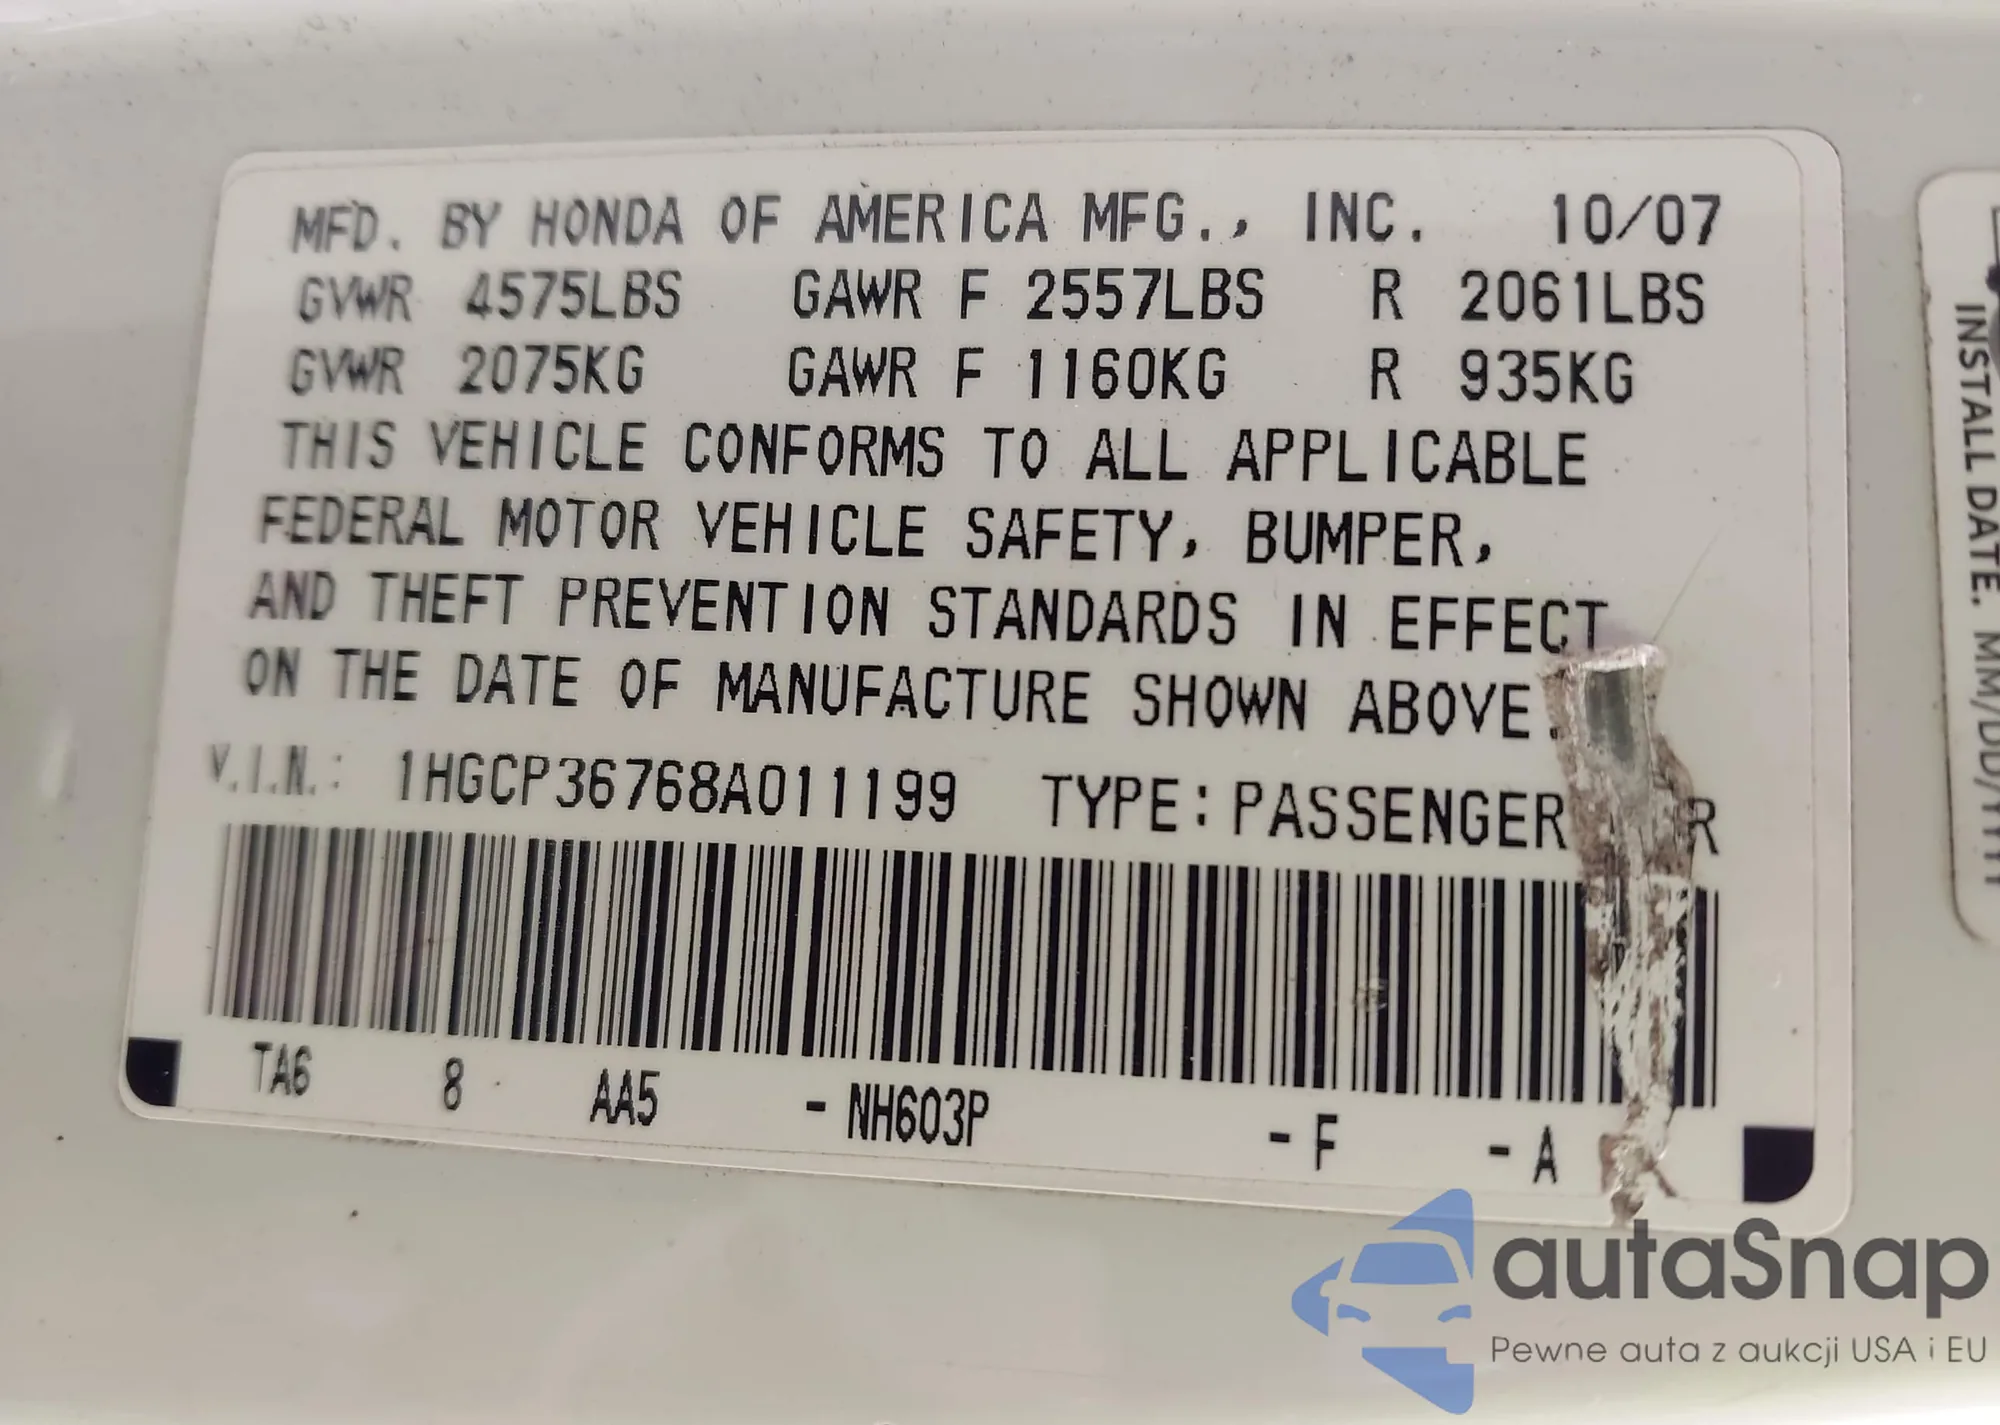 MFD. BY HONDA OF AMERICA MFG., INC. 10/07
GVWR 4575LBS GAWR F 2557LBS R 2061LBS
GVWR 2075KG GAWR F 1160KG R 935KG
THIS VEHICLE CONFORMS TO ALL APPLICABLE
FEDERAL MOTOR VEHICLE SAFETY, BUMPER,
AND THEFT PREVENTION STANDARDS IN EFFECT
ON THE DATE OF MANUFACTURE SHOWN ABOVE.
V.I.N.: 1HGCP36768A011199 TYPE: PASSENGER
TA6 8 AA5 - NH603P - F - A
INSTALL DATE. MM/DD/YYYY
autaSnap
Pewne auta z aukcji USA i EU